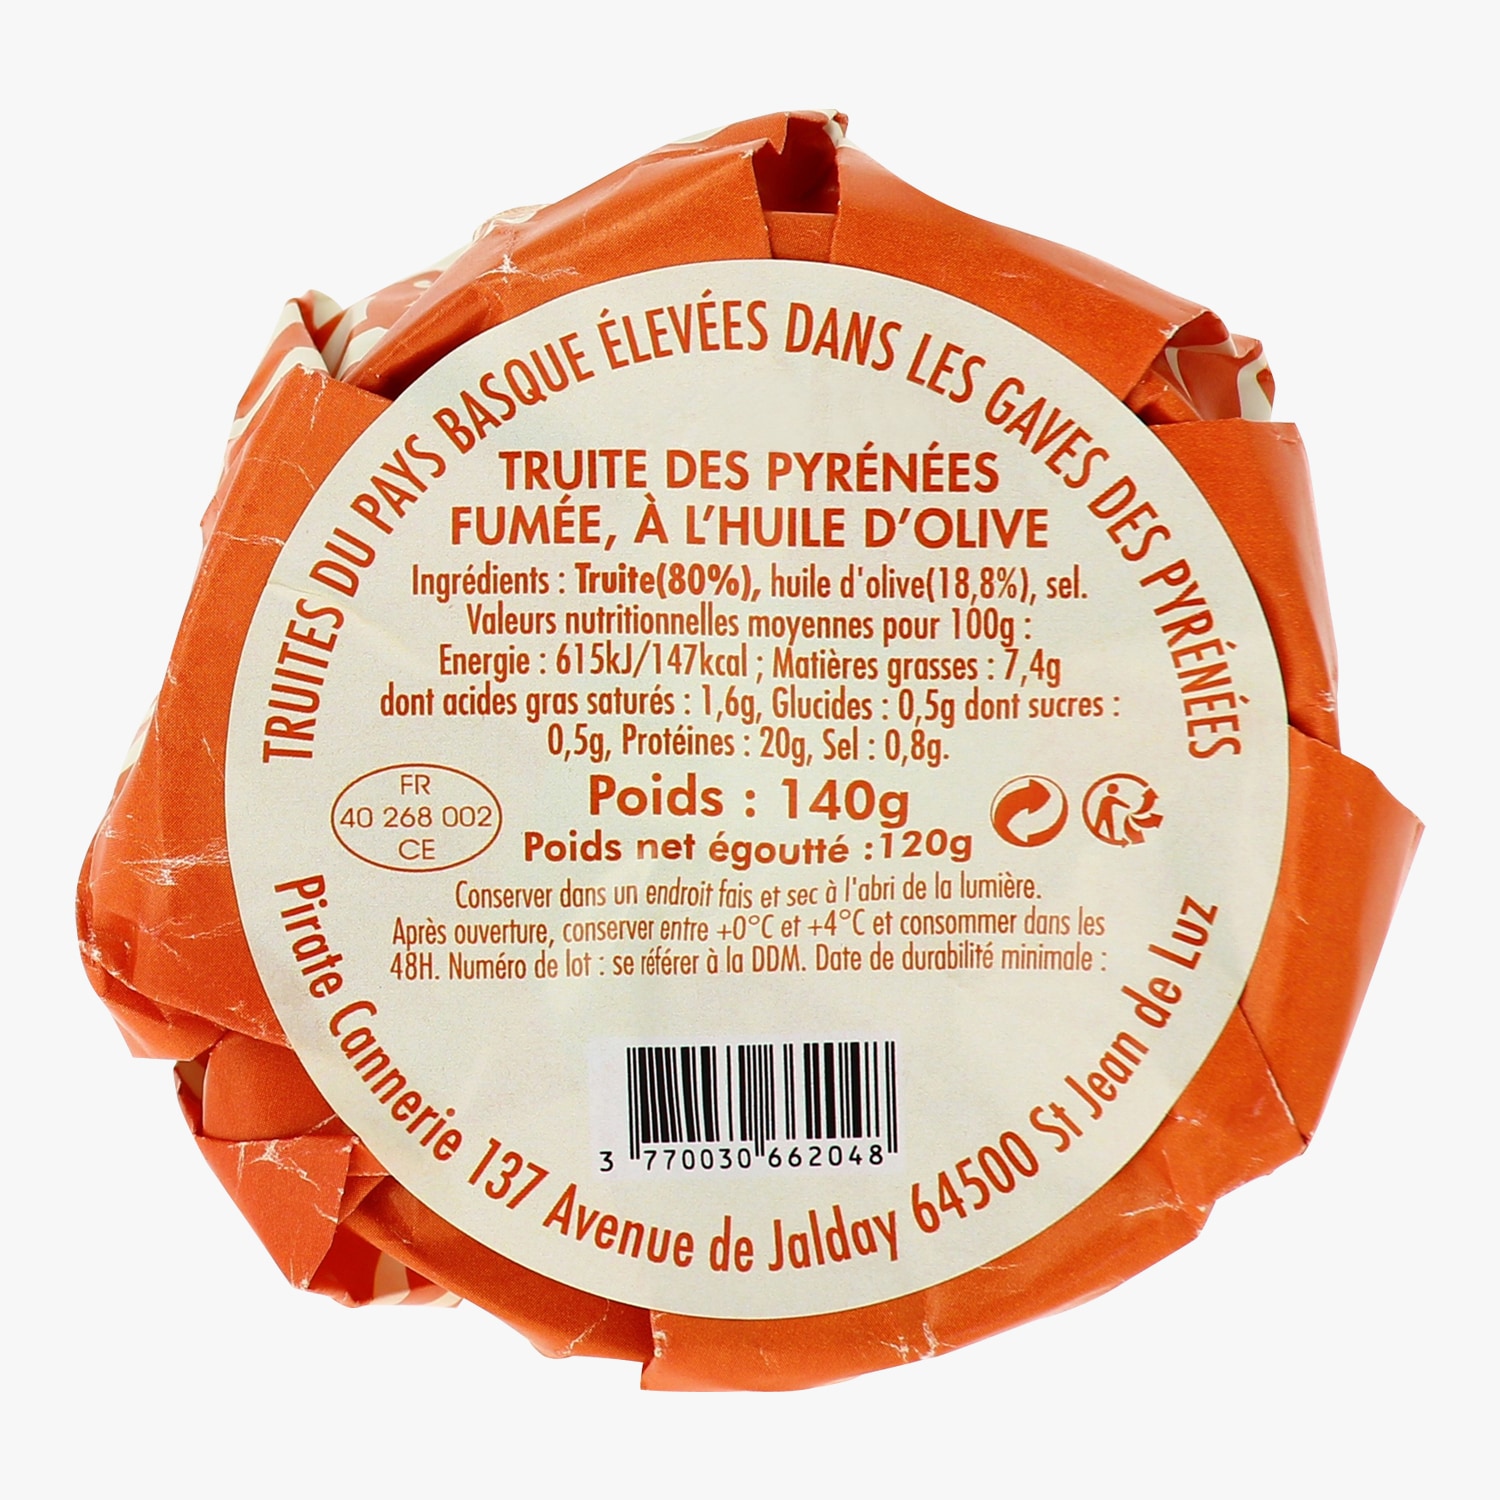 TRUITES DU PAYS BASQUE ÉLEVÉES DANS LES GAVES DES PYRÉNÉES
TRUITE DES PYRÉNÉES
FUMÉE, À L'HUILE D'OLIVE
Ingrédients : Truite(80%), huile d'olive(18,8%), sel.
Valeurs nutritionnelles moyennes pour 100g :
Energie : 615kJ/147kcal ; Matières grasses : 7,4g
dont acides gras saturés : 1,6g, Glucides : 0,5g dont sucres :
0,5g, Protéines : 20g, Sel : 0,8g.
FR
40 268 002
CE
Poids : 140g
Poids net égoutté :120g
Conserver dans un endroit fais et sec à l'abri de la lumière.
Après ouverture, conserver entre +0°C et +4°C et consommer dans les
48H. Numéro de lot : se référer à la DDM. Date de durabilité minimale :
3 770030 662048
Pirate Cannerie 137 Avenue de Jalday 64500 St Jean de Luz